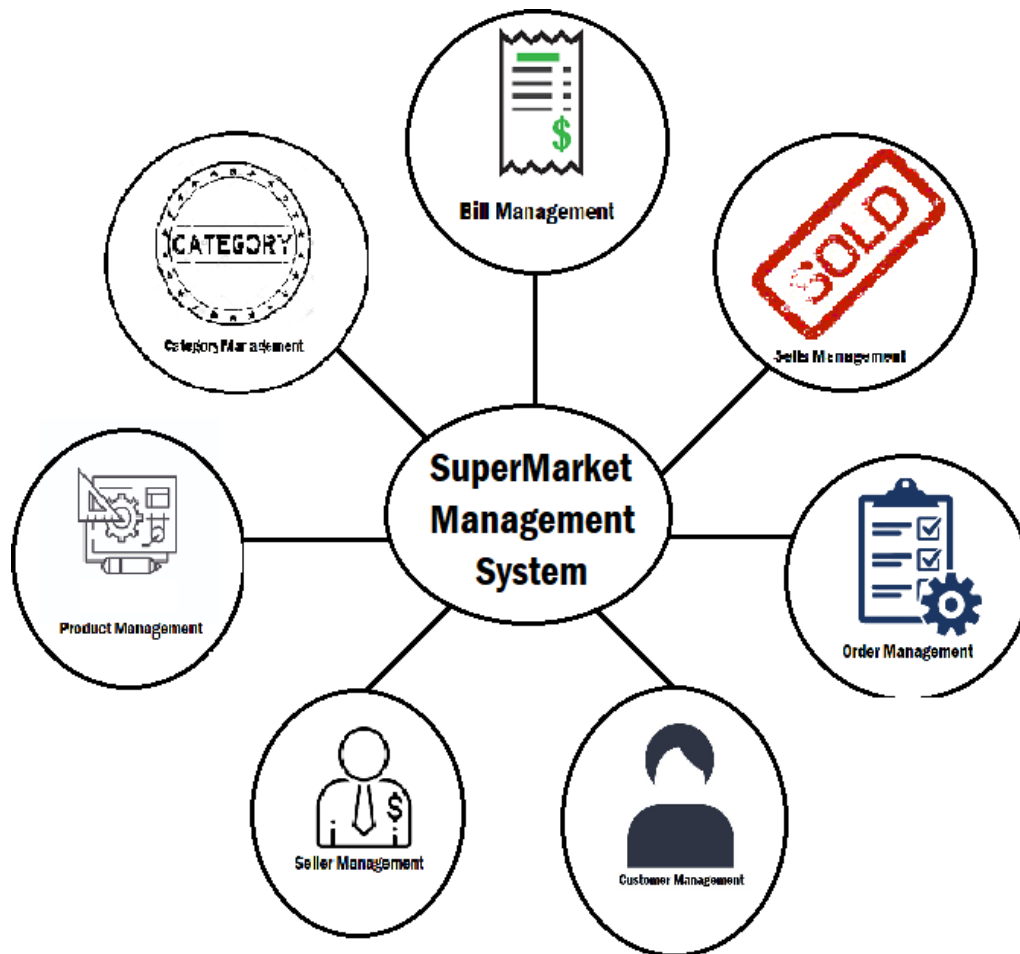 $
Bill Management
CATEGORY
Category Management
SOLD
Sells Management
SuperMarket
Management
System
Product Management
Order Management
$
Seller Management
Customer Management